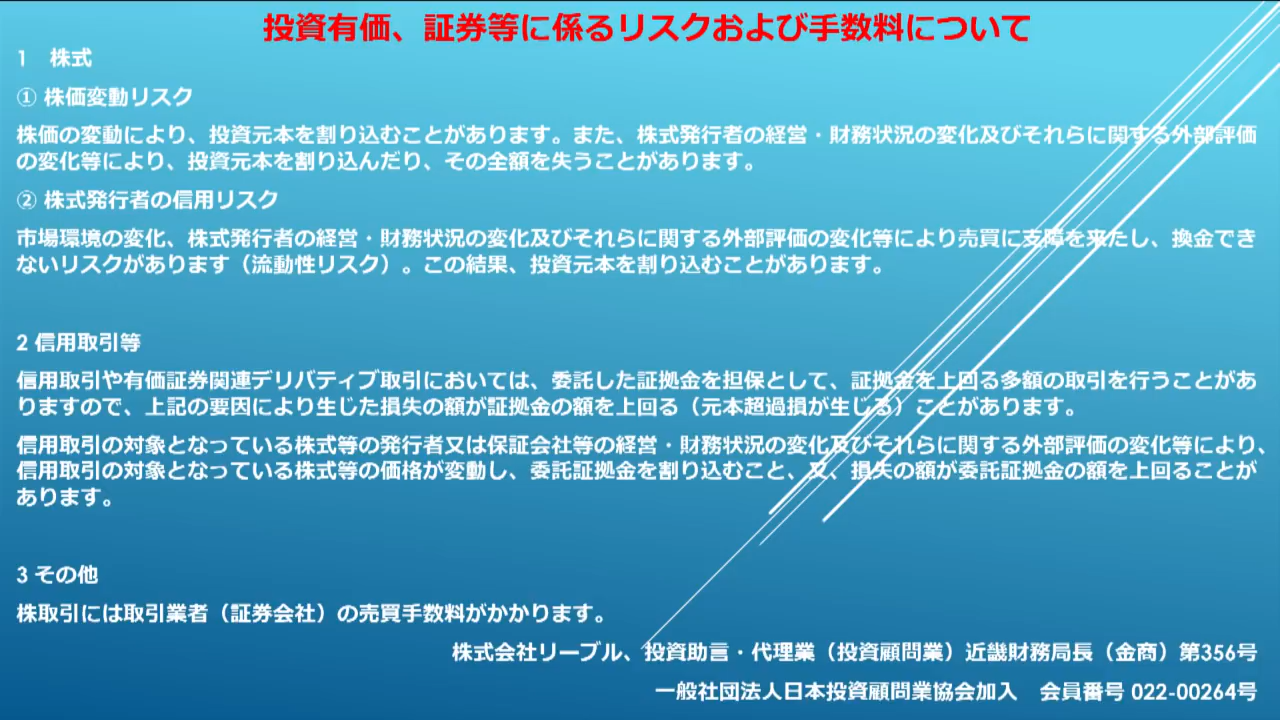 投資有価、証券等に係るリスクおよび手数料について
1　株式
① 株価変動リスク
株価の変動により、投資元本を割り込むことがあります。また、株式発行者の経営・財務状況の変化及びそれらに関する外部評価
の変化等により、投資元本を割り込んだり、その全額を失うことがあります。
② 株式発行者の信用リスク
市場環境の変化、株式発行者の経営・財務状況の変化及びそれらに関する外部評価の変化等により売買に支障を来たし、換金でき
ないリスクがあります（流動性リスク）。この結果、投資元本を割り込むことがあります。
2 信用取引等
信用取引や有価証券関連デリバティブ取引においては、委託した証拠金を担保として、証拠金を上回る多額の取引を行うことがあ
りますので、上記の要因により生じた損失の額が証拠金の額を上回る（元本超過損が生じる）ことがあります。
信用取引の対象となっている株式等の発行者又は保証会社等の経営・財務状況の変化及びそれらに関する外部評価の変化等により、
信用取引の対象となっている株式等の価格が変動し、委託証拠金を割り込むこと、又、損失の額が委託証拠金の額を上回ることが
あります。
3 その他
株取引には取引業者（証券会社）の売買手数料がかかります。
株式会社リーブル、投資助言・代理業（投資顧問業）近畿財務局長（金商）第356号
一般社団法人日本投資顧問業協会加入　会員番号 022-00264号